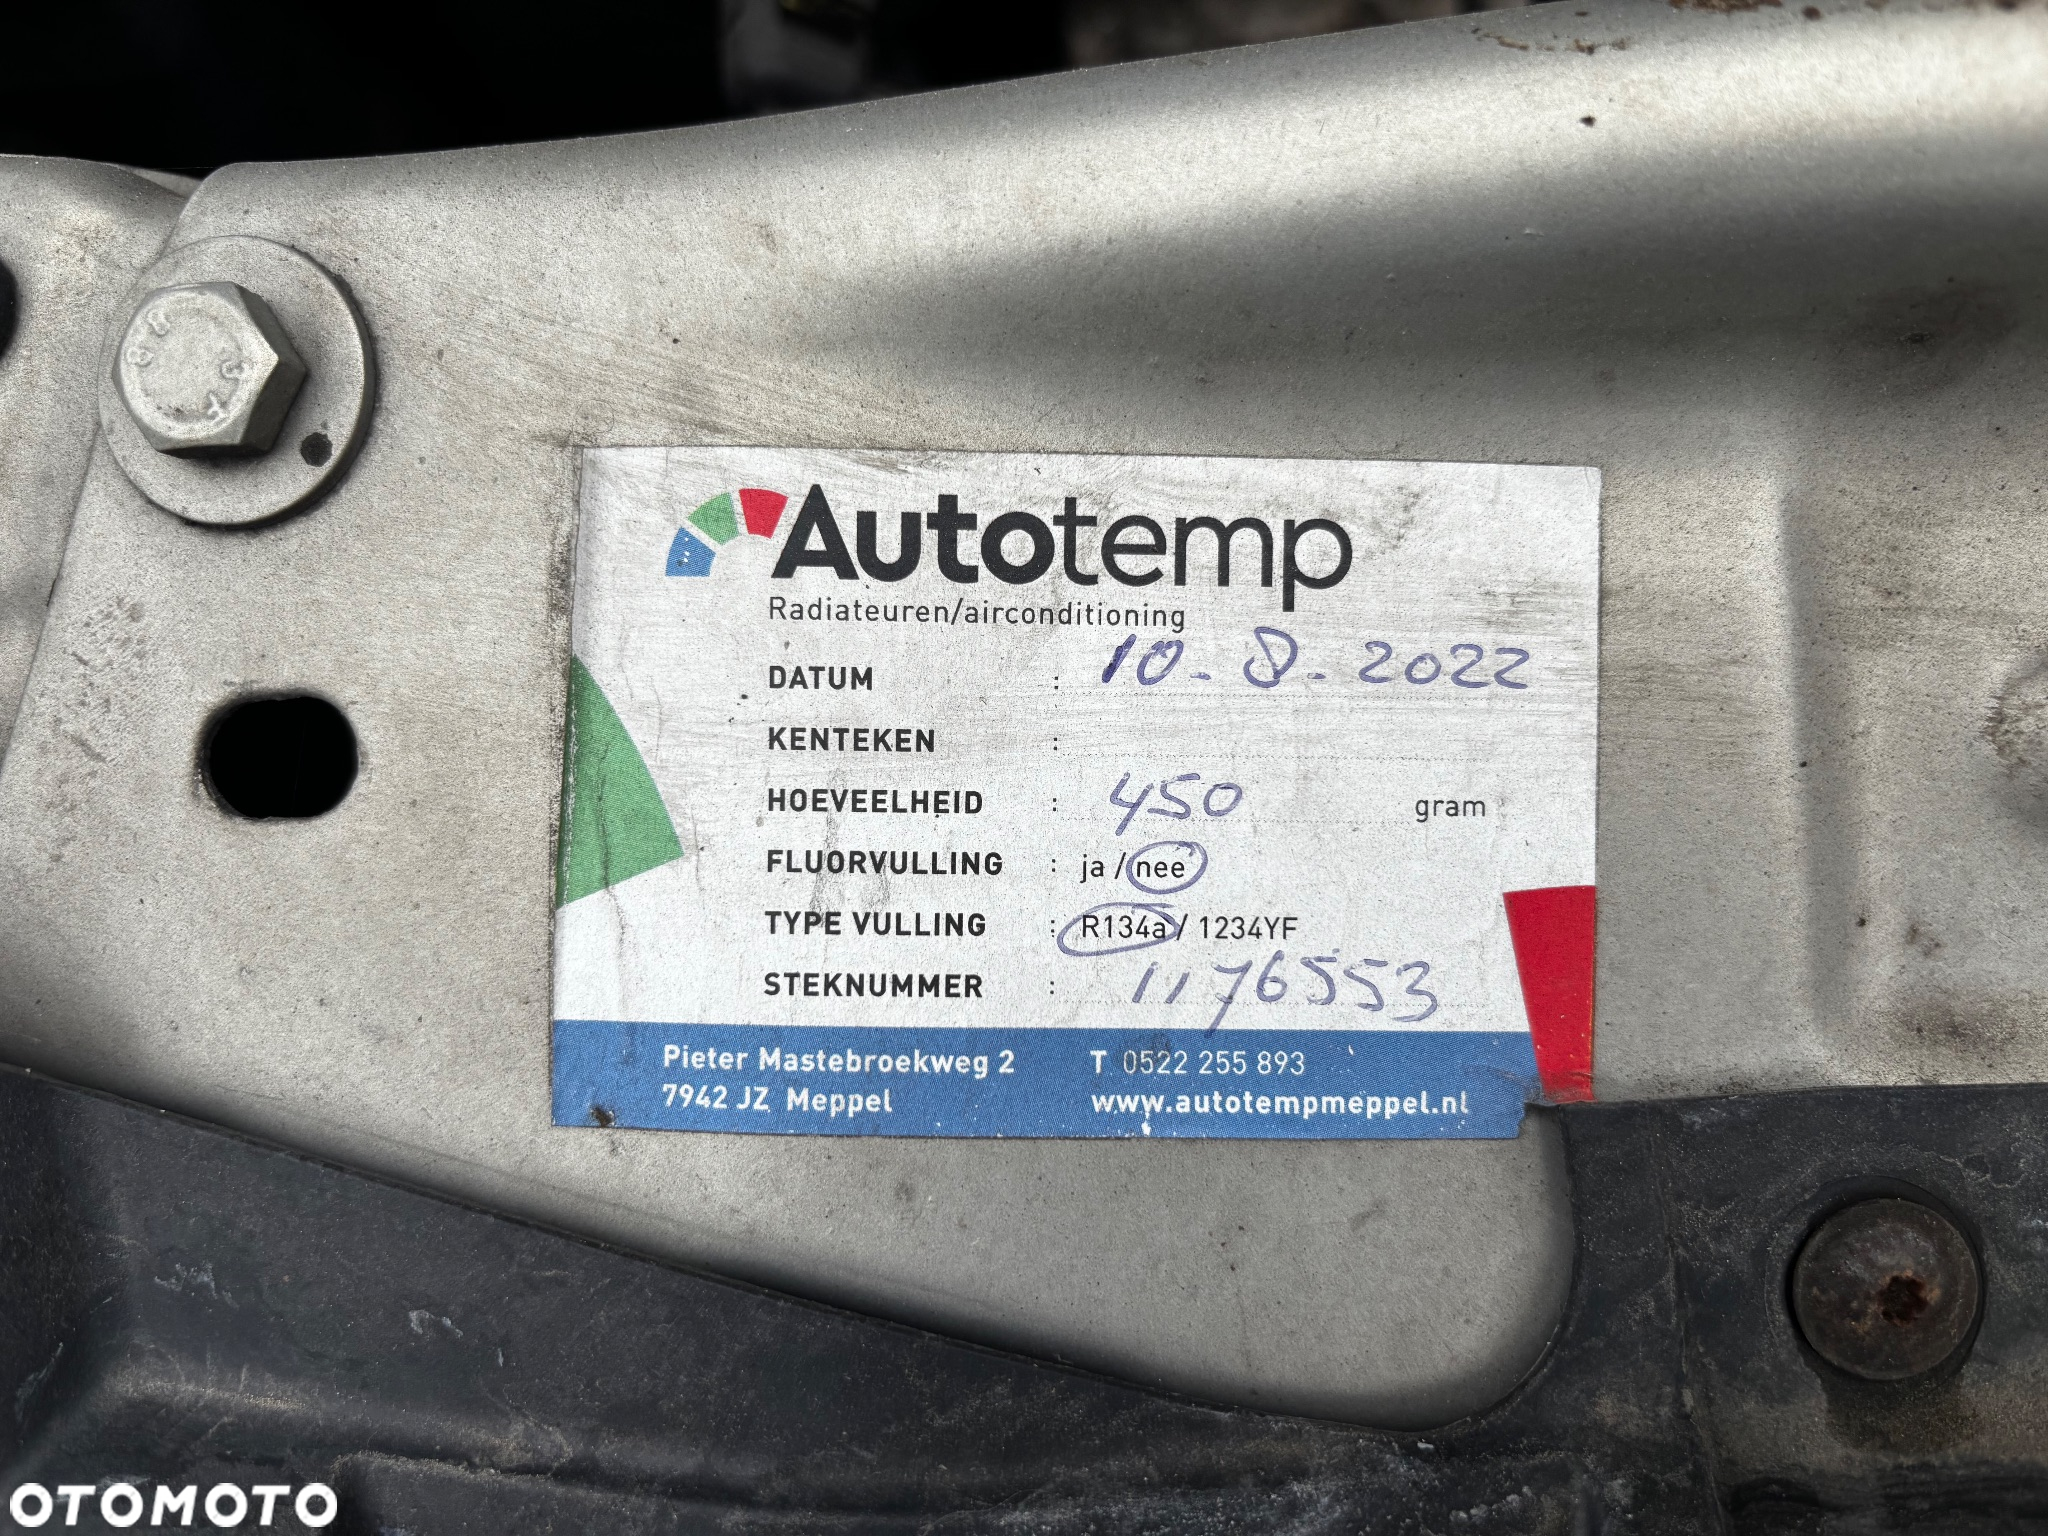 Autotemp
Radiateuren/airconditioning
DATUM : 10-8-2022
KENTEKEN :
HOEVEELHEID : 450 gram
FLUORVULLING : ja / nee
TYPE VULLING : R134a / 1234YF
STEKNUMMER : 1176553
Pieter Mastebroekweg 2 T 0522 255 893
7942 JZ Meppel www.autotempmeppel.nl
OTOMOTO